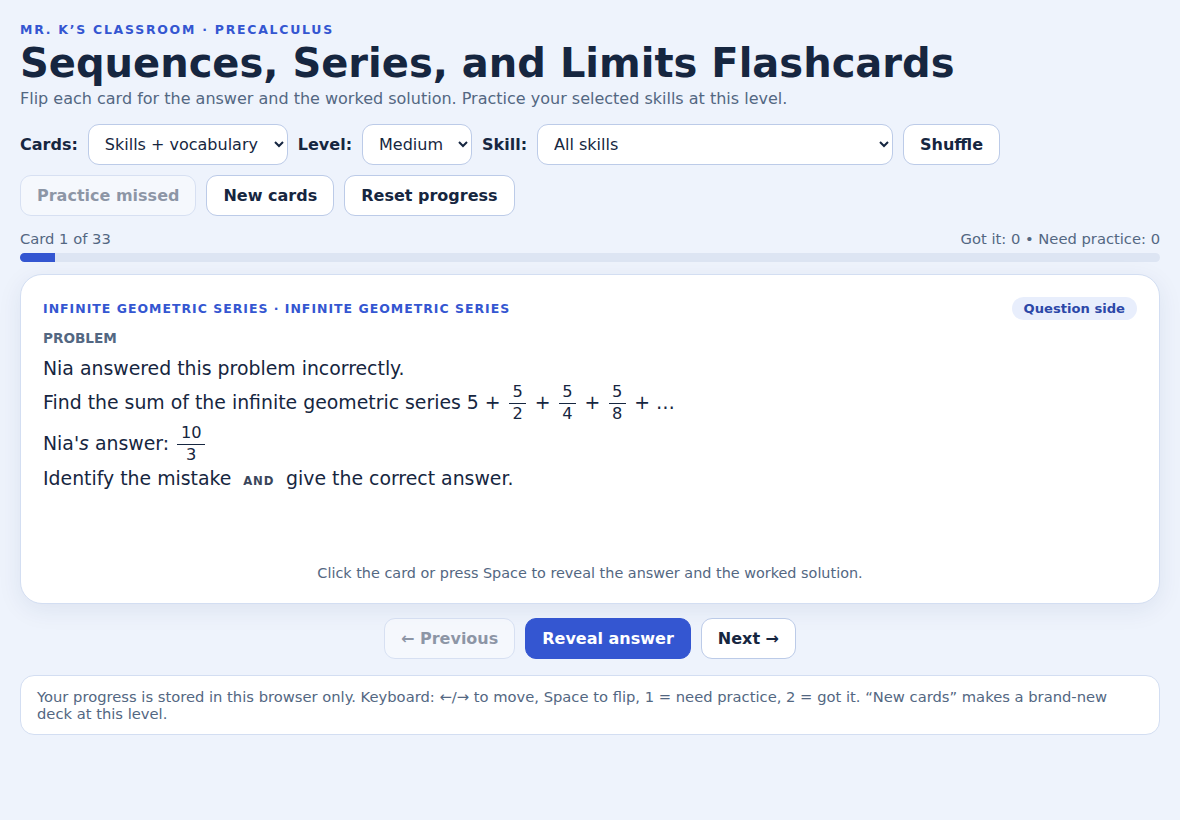 MR. K’S CLASSROOM · PRECALCULUS
Sequences, Series, and Limits Flashcards
Flip each card for the answer and the worked solution. Practice your selected skills at this level.
Cards: Skills + vocabulary Level: Medium Skill: All skills Shuffle
Practice missed New cards Reset progress
Card 1 of 33 Got it: 0 • Need practice: 0
INFINITE GEOMETRIC SERIES · INFINITE GEOMETRIC SERIES Question side
PROBLEM
Nia answered this problem incorrectly.
Find the sum of the infinite geometric series 5 + 5/2 + 5/4 + 5/8 + ...
Nia's answer: 10/3
Identify the mistake AND give the correct answer.
Click the card or press Space to reveal the answer and the worked solution.
← Previous Reveal answer Next →
Your progress is stored in this browser only. Keyboard: ←/→ to move, Space to flip, 1 = need practice, 2 = got it. “New cards” makes a brand-new
deck at this level.